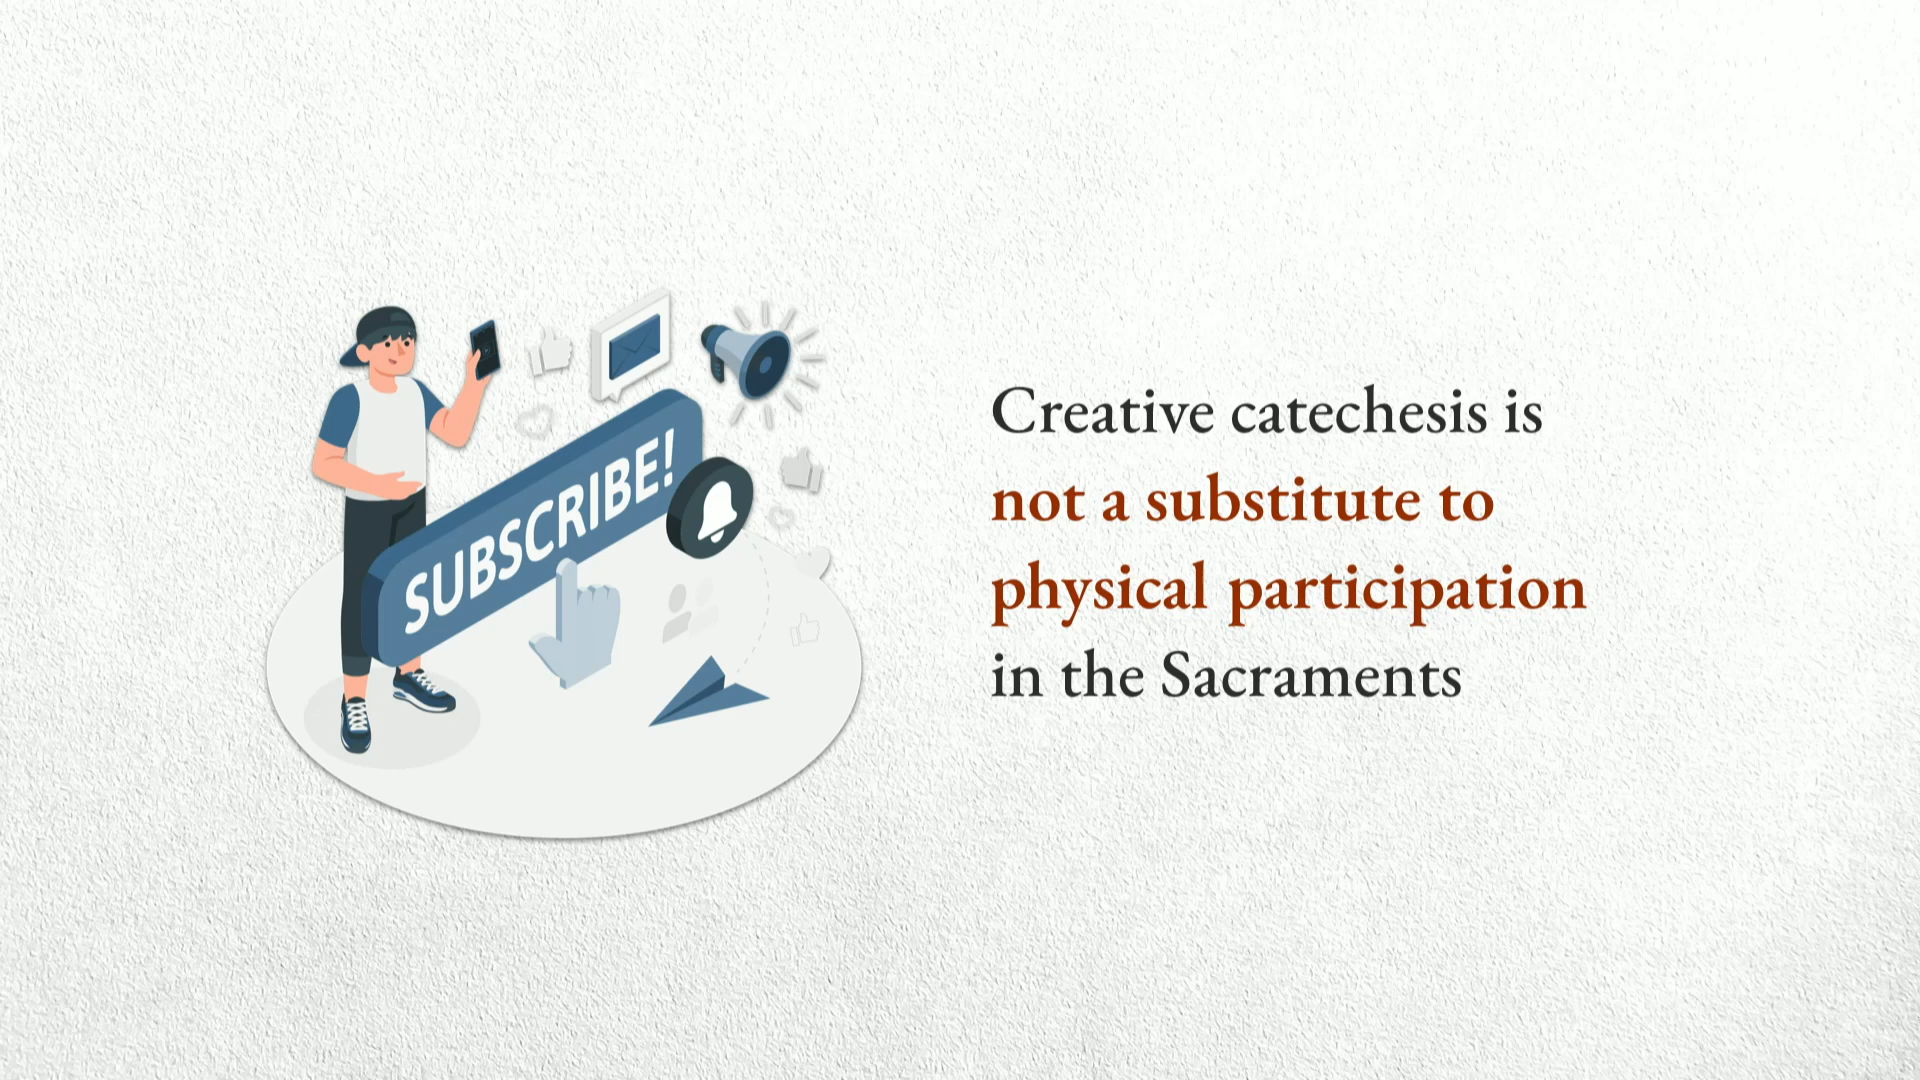 SUBSCRIBE!
Creative catechesis is
not a substitute to
physical participation
in the Sacraments